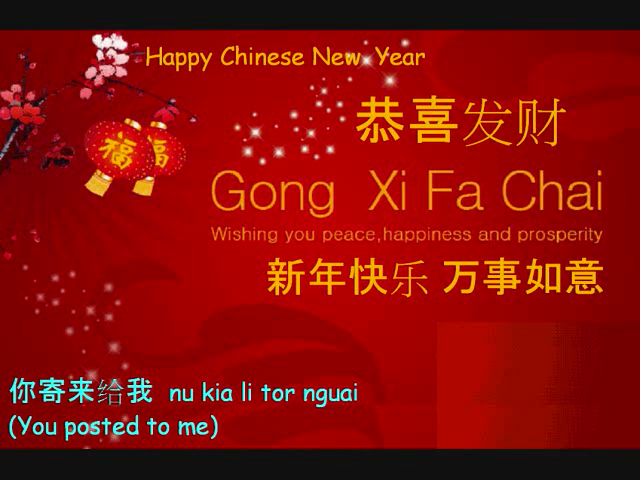 Happy Chinese New Year
恭喜发财
福 福
Gong Xi Fa Chai
Wishing you peace,happiness and prosperity
新年快乐 万事如意
你寄来给我 nu kia li tor nguai
(You posted to me)